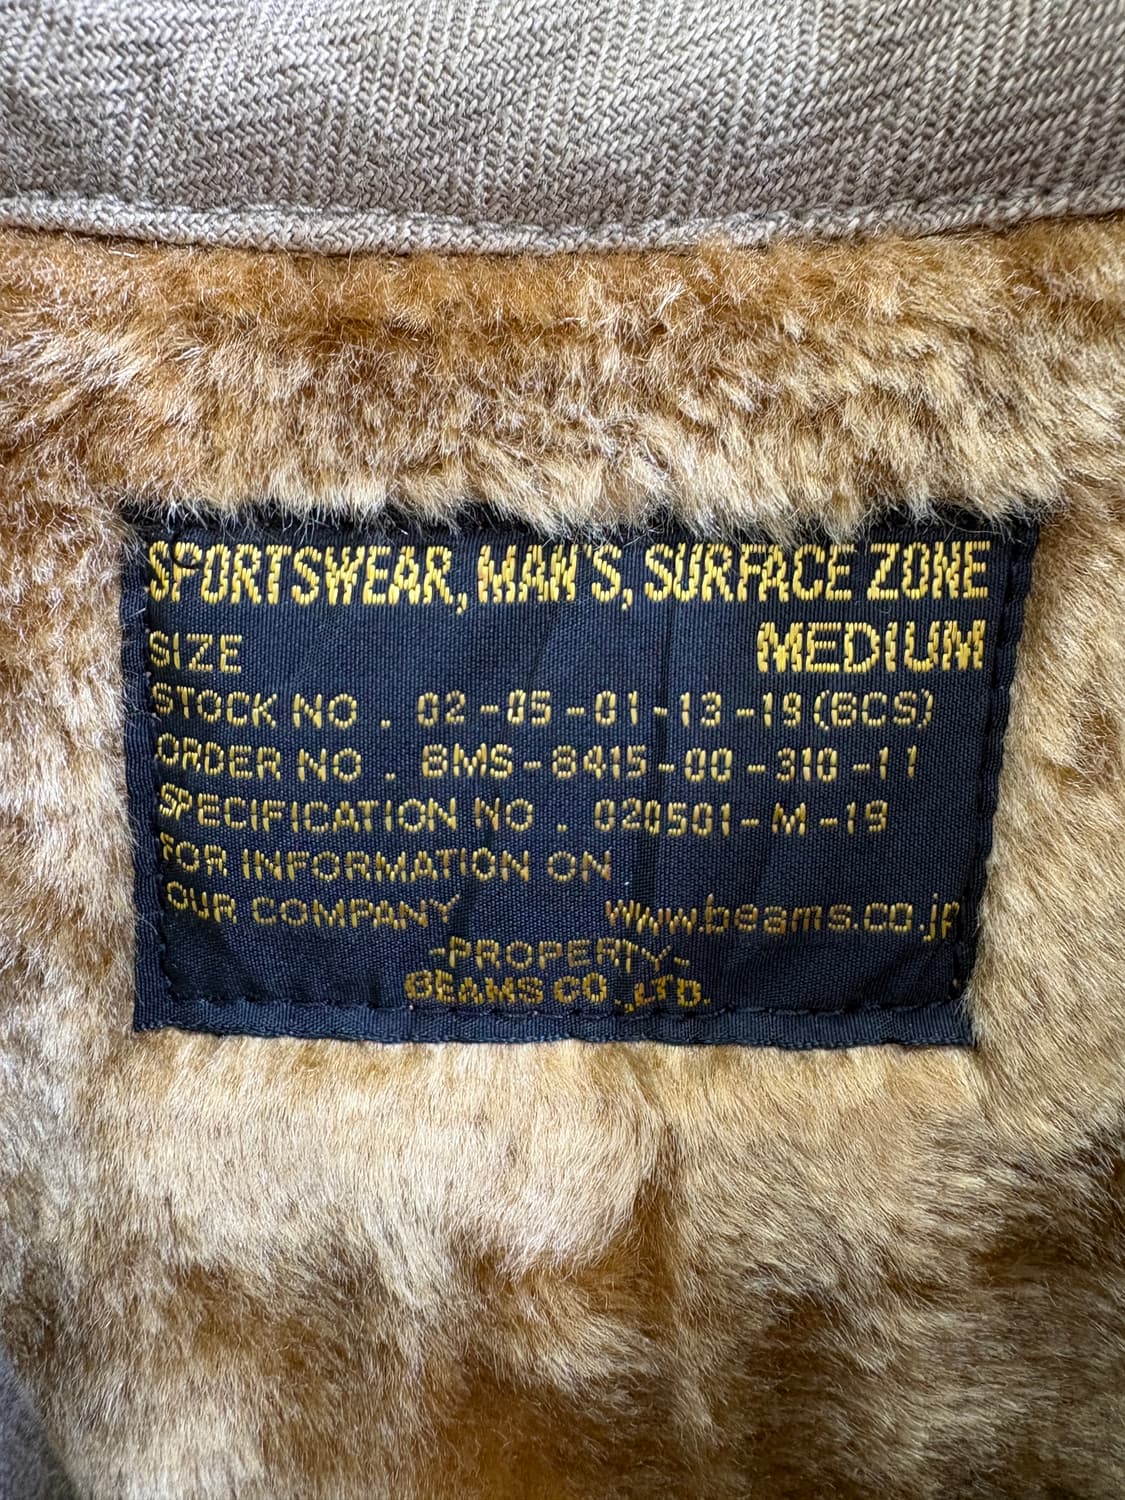 SPORTSWEAR, MAN'S, SURFACE ZONE
SIZE MEDIUM
STOCK NO. 02-05-01-13-19(BCS)
ORDER NO. BMS-8415-00-310-11
SPECIFICATION NO. 020501-M-19
FOR INFORMATION ON
OUR COMPANY www.beams.co.jp
-PROPERTY-
BEAMS CO.,LTD.